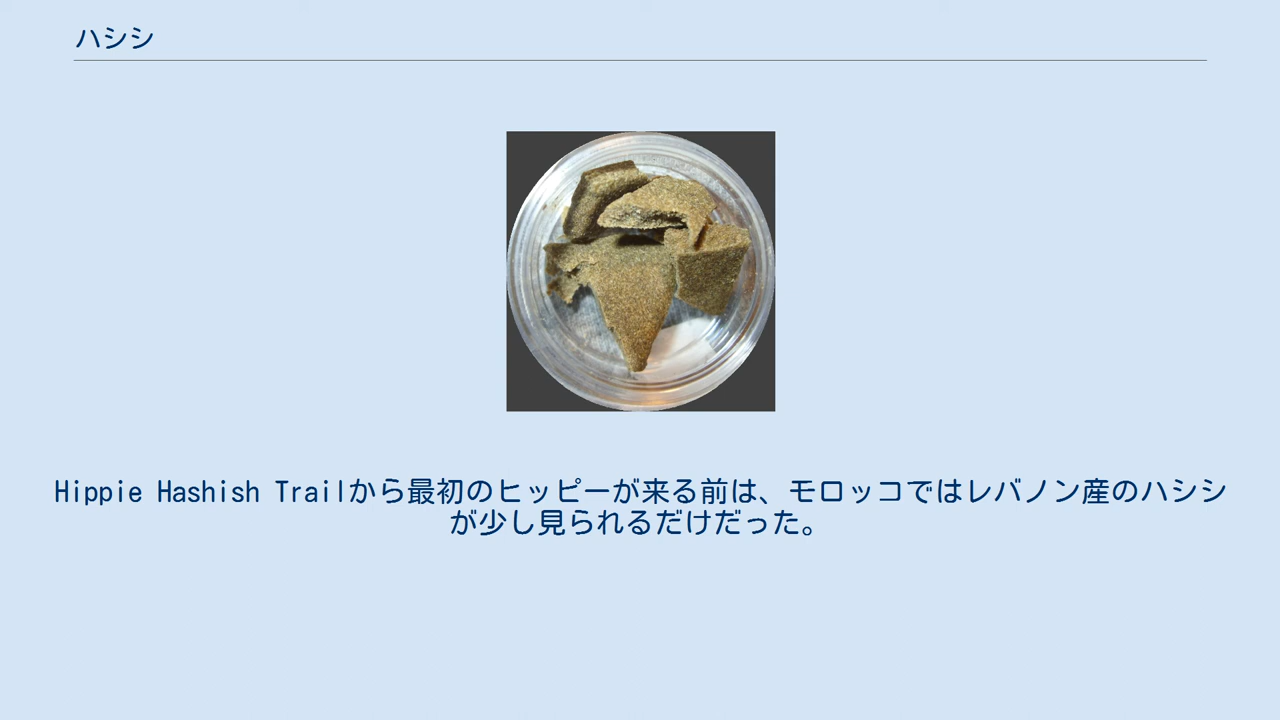 ハシシ
Hippie Hashish Trailから最初のヒッピーが来る前は、モロッコではレバノン産のハシシ
が少し見られるだけだった。